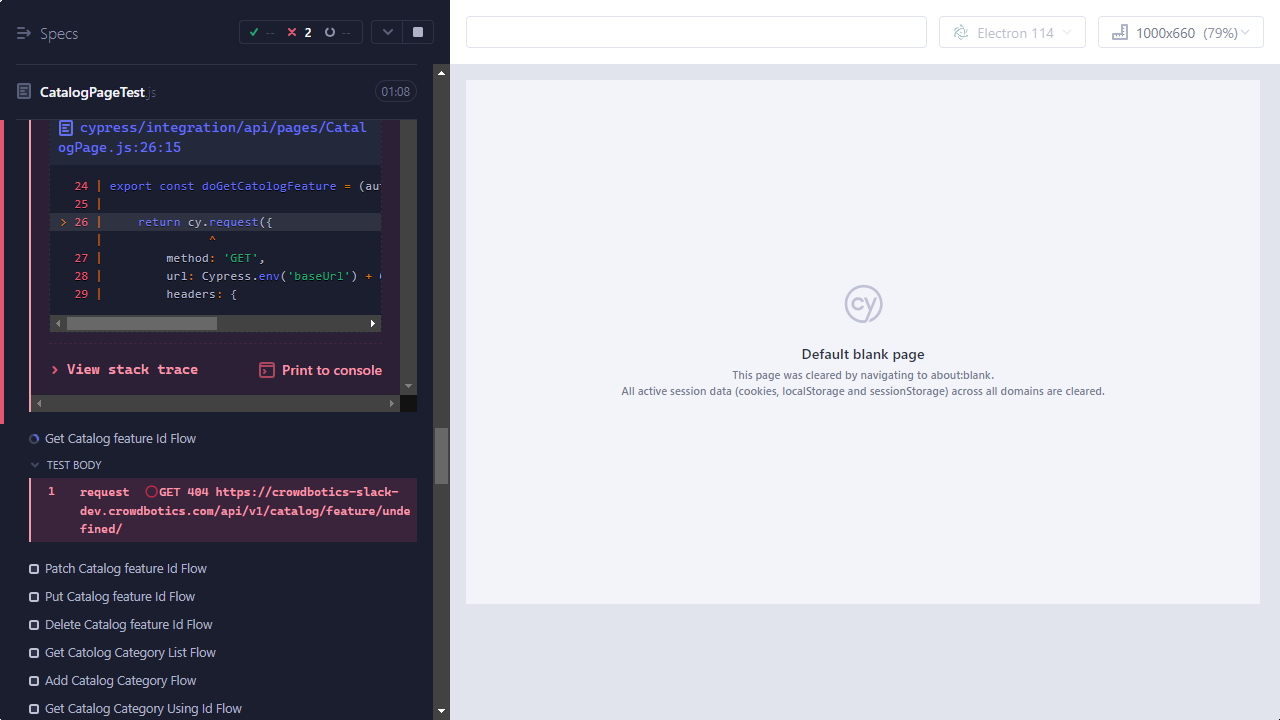 Specs
--
2
--
Electron 114
1000x660 (79%)
CatalogPageTest.js
01:08
cypress/integration/api/pages/Catal
ogPage.js:26:15
24 | export const doGetCatologFeature = (au
25 |
> 26 |     return cy.request({
|               ^
27 |         method: 'GET',
28 |         url: Cypress.env('baseUrl') +
29 |         headers: {
> View stack trace
Print to console
Get Catalog feature Id Flow
TEST BODY
1 request GET 404 https://crowdbotics-slack-
dev.crowdbotics.com/api/v1/catalog/feature/unde
fined/
Patch Catalog feature Id Flow
Put Catalog feature Id Flow
Delete Catalog feature Id Flow
Get Catolog Category List Flow
Add Catalog Category Flow
Get Catalog Category Using Id Flow
cy
Default blank page
This page was cleared by navigating to about:blank.
All active session data (cookies, localStorage and sessionStorage) across all domains are cleared.